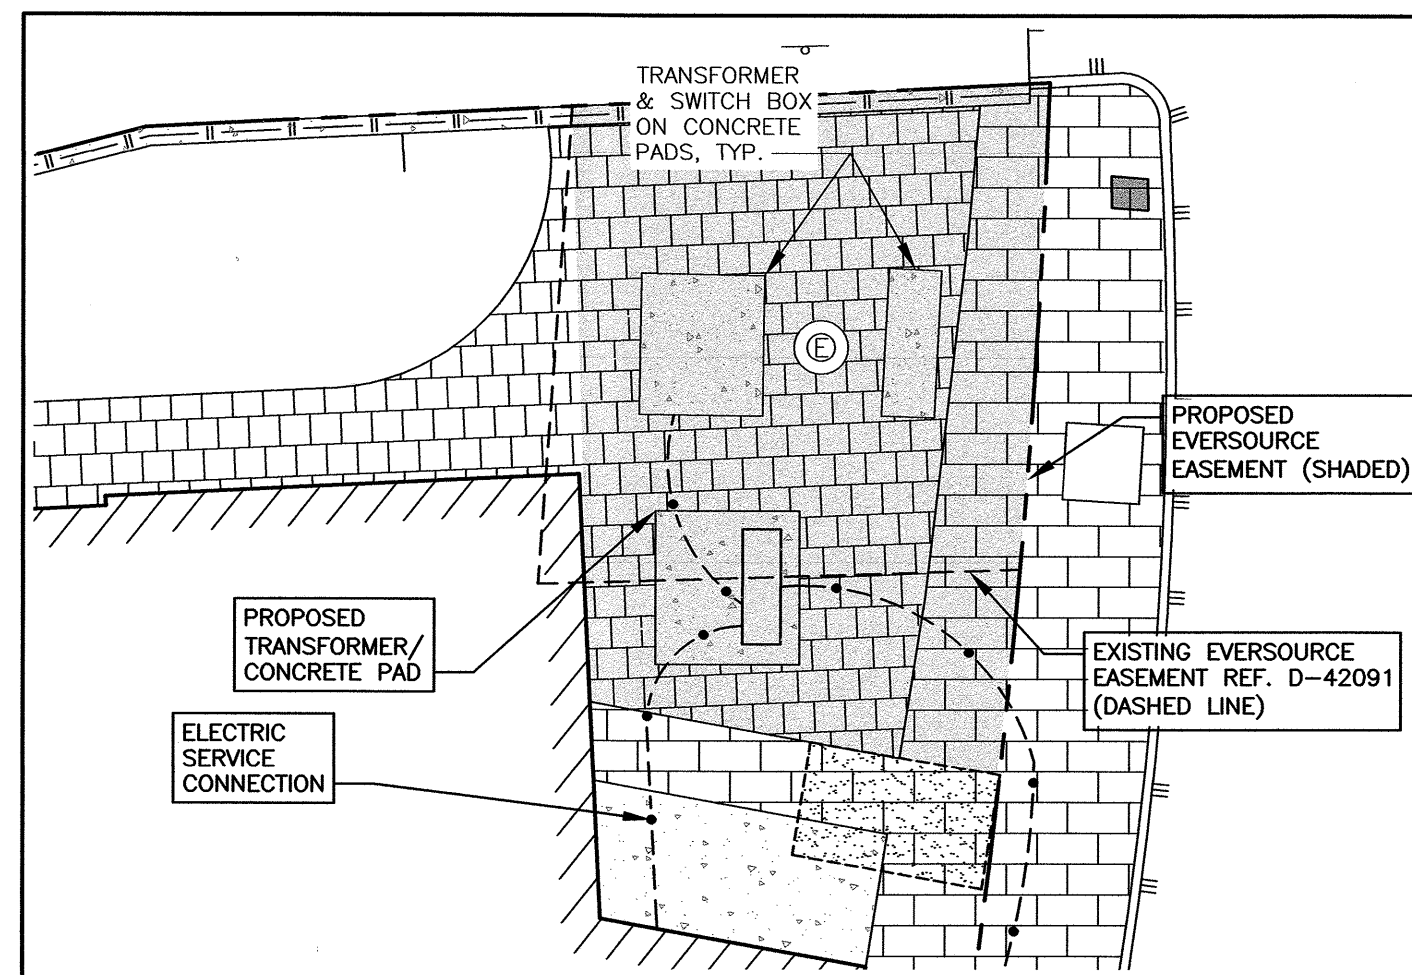 TRANSFORMER
& SWITCH BOX
ON CONCRETE
PADS, TYP.
E
PROPOSED
EVERSOURCE
EASEMENT (SHADED)
PROPOSED
TRANSFORMER/
CONCRETE PAD
EXISTING EVERSOURCE
EASEMENT REF. D-42091
(DASHED LINE)
ELECTRIC
SERVICE
CONNECTION